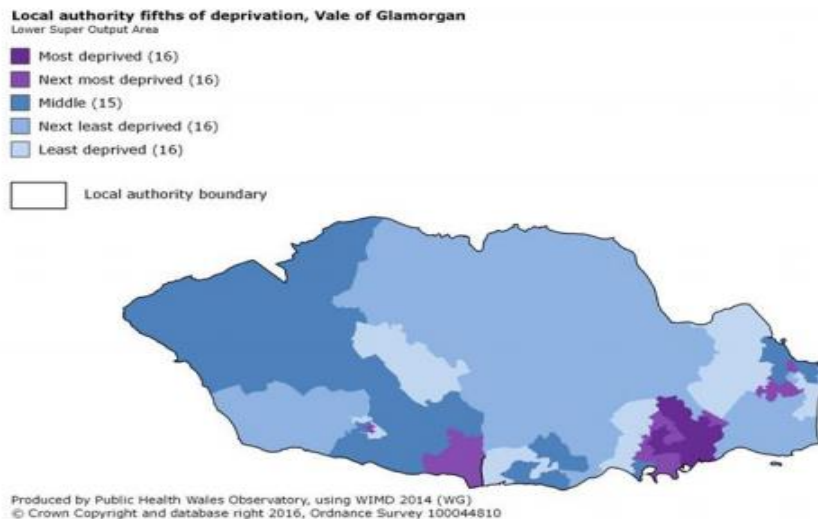 Local authority fifths of deprivation, Vale of Glamorgan
Lower Super Output Area
Most deprived (16)
Next most deprived (16)
Middle (15)
Next least deprived (16)
Least deprived (16)
Local authority boundary
Produced by Public Health Wales Observatory, using WIMD 2014 (WG)
© Crown Copyright and database right 2016, Ordnance Survey 100044810